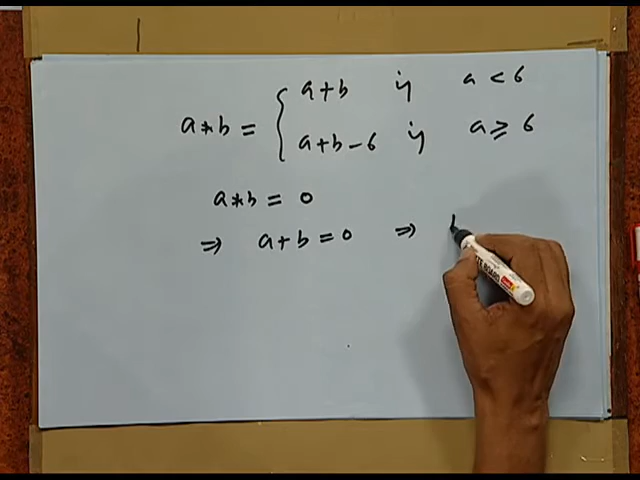 a * b = { a + b if a < 6
a + b - 6 if a ≥ 6
a * b = 0
⇒ a + b = 0 ⇒